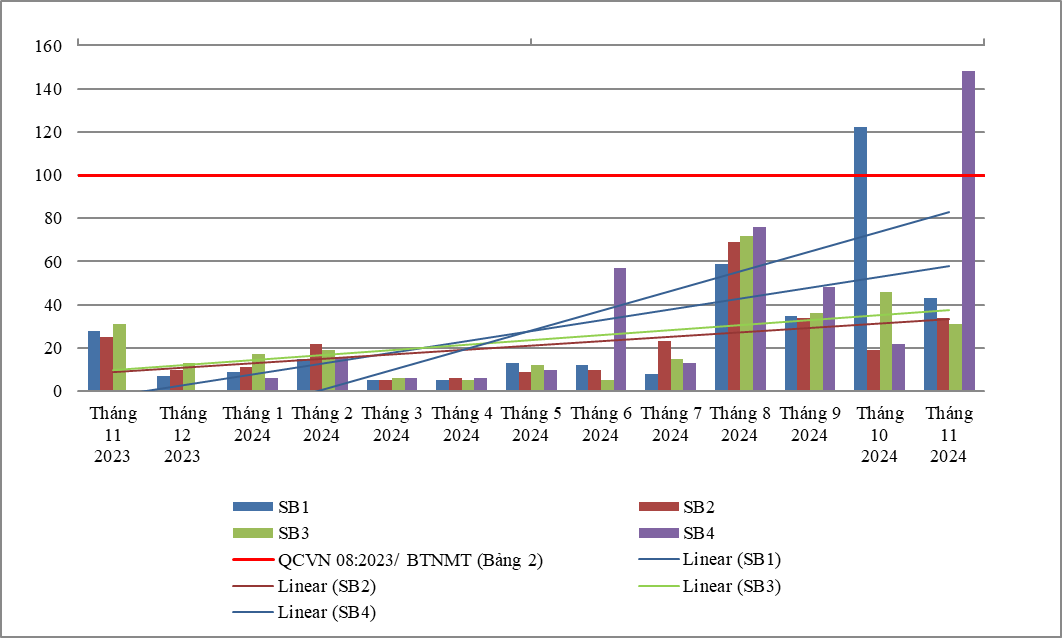 160
140
120
100
80
60
40
20
0
Tháng 11 2023
Tháng 12 2023
Tháng 1 2024
Tháng 2 2024
Tháng 3 2024
Tháng 4 2024
Tháng 5 2024
Tháng 6 2024
Tháng 7 2024
Tháng 8 2024
Tháng 9 2024
Tháng 10 2024
Tháng 11 2024
SB1
SB2
SB3
SB4
QCVN 08:2023/ BTNMT (Bảng 2)
Linear (SB1)
Linear (SB2)
Linear (SB3)
Linear (SB4)